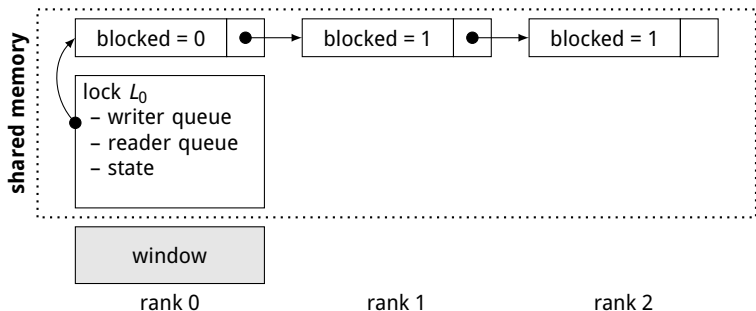 shared memory
blocked = 0
blocked = 1
blocked = 1
lock L0
– writer queue
– reader queue
– state
window
rank 0
rank 1
rank 2